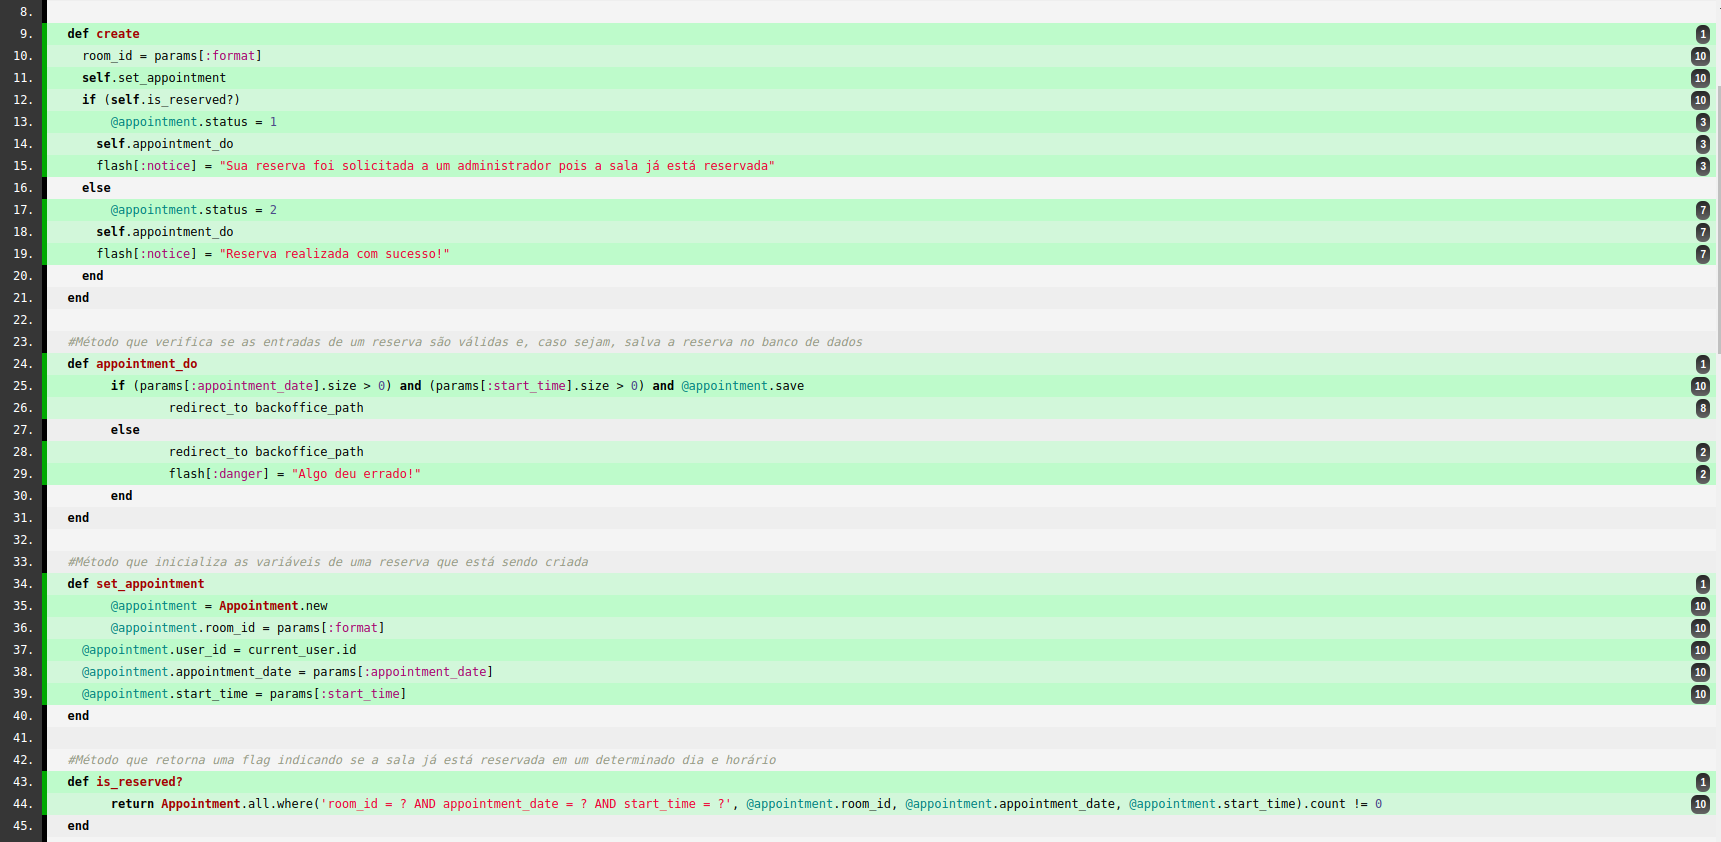 8.
9. def create 1
10. room_id = params[:format] 10
11. self.set_appointment 10
12. if (self.is_reserved?) 10
13. @appointment.status = 1 3
14. self.appointment_do 3
15. flash[:notice] = "Sua reserva foi solicitada a um administrador pois a sala já está reservada" 3
16. else
17. @appointment.status = 2 7
18. self.appointment_do 7
19. flash[:notice] = "Reserva realizada com sucesso!" 7
20. end
21. end
22.
23. #Método que verifica se as entradas de um reserva são válidas e, caso sejam, salva a reserva no banco de dados
24. def appointment_do 1
25. if (params[:appointment_date].size > 0) and (params[:start_time].size > 0) and @appointment.save 10
26. redirect_to backoffice_path 8
27. else
28. redirect_to backoffice_path 2
29. flash[:danger] = "Algo deu errado!" 2
30. end
31. end
32.
33. #Método que inicializa as variáveis de uma reserva que está sendo criada
34. def set_appointment 1
35. @appointment = Appointment.new 10
36. @appointment.room_id = params[:format] 10
37. @appointment.user_id = current_user.id 10
38. @appointment.appointment_date = params[:appointment_date] 10
39. @appointment.start_time = params[:start_time] 10
40. end
41.
42. #Método que retorna uma flag indicando se a sala já está reservada em um determinado dia e horário
43. def is_reserved? 1
44. return Appointment.all.where('room_id = ? AND appointment_date = ? AND start_time = ?', @appointment.room_id, @appointment.appointment_date, @appointment.start_time).count != 0 10
45. end